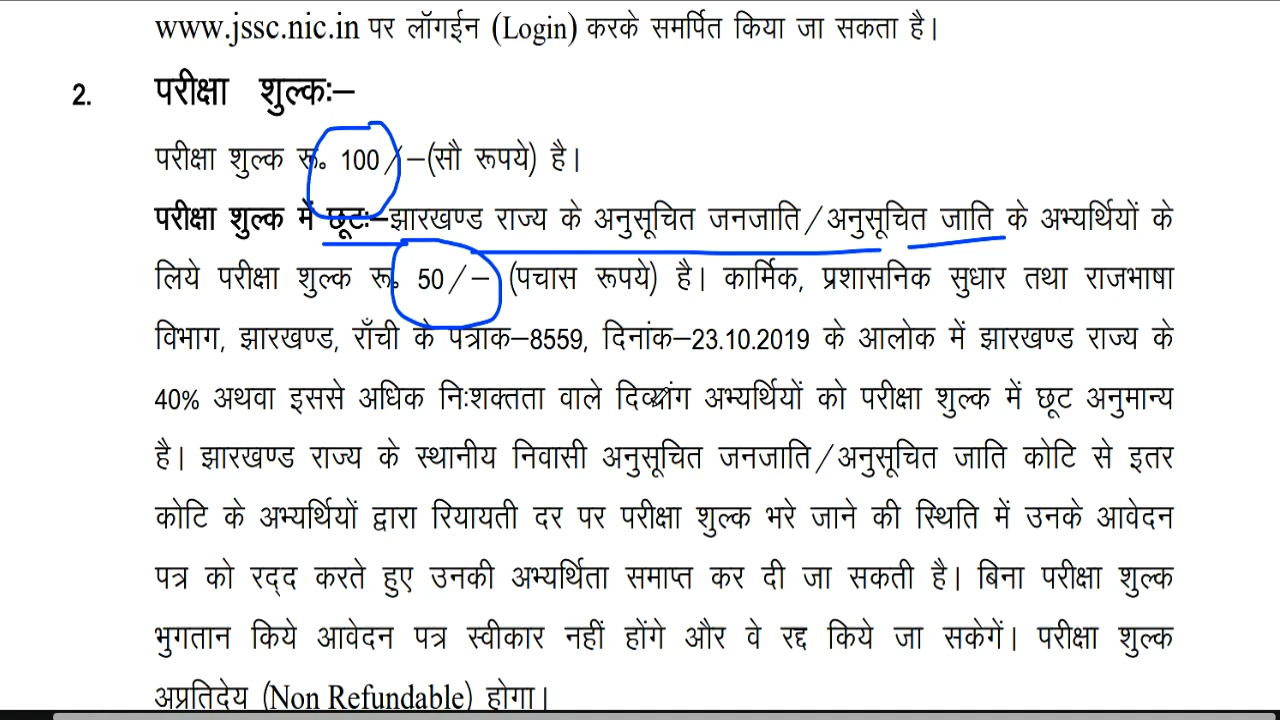 www.jssc.nic.in पर लॉगईन (Login) करके समर्पित किया जा सकता है।
2. परीक्षा शुल्कः–
परीक्षा शुल्क रू॰ 100/–(सौ रूपये) है।
परीक्षा शुल्क में छूटः–झारखण्ड राज्य के अनुसूचित जनजाति/अनुसूचित जाति के अभ्यर्थियों के
लिये परीक्षा शुल्क रू॰ 50/– (पचास रूपये) है। कार्मिक, प्रशासनिक सुधार तथा राजभाषा
विभाग, झारखण्ड, राँची के पत्राक–8559, दिनांक–23.10.2019 के आलोक में झारखण्ड राज्य के
40% अथवा इससे अधिक निःशक्तता वाले दिव्यांग अभ्यर्थियों को परीक्षा शुल्क में छूट अनुमान्य
है। झारखण्ड राज्य के स्थानीय निवासी अनुसूचित जनजाति/अनुसूचित जाति कोटि से इतर
कोटि के अभ्यर्थियों द्वारा रियायती दर पर परीक्षा शुल्क भरे जाने की स्थिति में उनके आवेदन
पत्र को रद्द करते हुए उनकी अभ्यर्थिता समाप्त कर दी जा सकती है। बिना परीक्षा शुल्क
भुगतान किये आवेदन पत्र स्वीकार नहीं होंगे और वे रद्द किये जा सकेगें। परीक्षा शुल्क
अप्रतिदेय (Non Refundable) होगा।